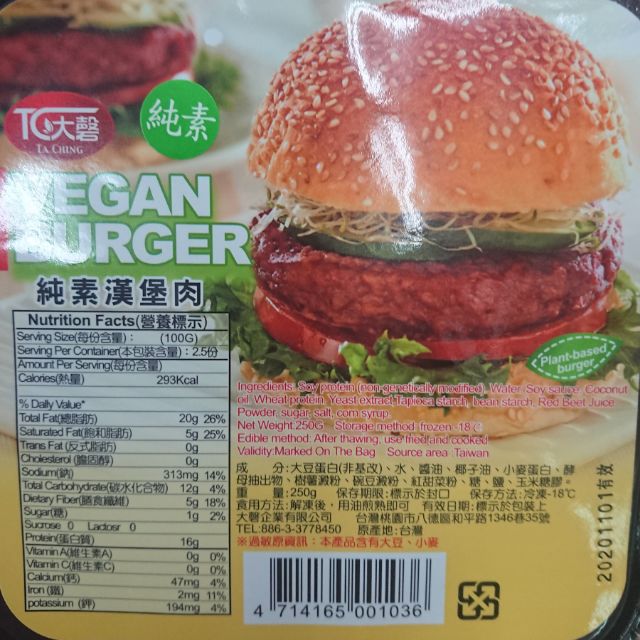 大磬
TA CHING
純素
VEGAN
BURGER
純素漢堡肉
Plant-based
burger
Nutrition Facts(營養標示)
Serving Size(每份含量): (100G)
Serving Per Container(本包裝含量): 2.5份
Amount Per Serving(每份含量)
Calories(熱量) 293Kcal
% Daily Value*
Total Fat(總脂肪) 20g 26%
Saturated Fat(飽和脂肪) 5g 25%
Trans Fat (反式脂肪) 0g
Cholesterol (膽固醇) 0g
Sodium(鈉) 313mg 14%
Total Carbohydrate(碳水化合物) 12g 4%
Dietary Fiber(膳食纖維) 5g 18%
Sugar(糖) 1g 2%
Sucrose 0 Lactosr 0
Protein(蛋白質) 16g
Vitamin A(維生素A) 0g 0%
Vitamin C(維生素C) 0g 0%
Calcium(鈣) 47mg 4%
Iron (鐵) 2mg 11%
potassium (鉀) 194mg 4%
Ingredients: Soy protein (non-genetically modified), Water, Soy sauce, Coconut
oil, Wheat protein, Yeast extract, Tapioca starch, bean starch, Red Beet Juice
Powder, sugar, salt, corn syrup.
Net Weight:250G Storage method: frozen -18
Edible method: After thawing, use fried and cooked
Validity:Marked On The Bag Source area :Taiwan
成 分:大豆蛋白(非基改)、水、醬油、椰子油、小麥蛋白、酵
母抽出物、樹薯澱粉、碗豆澱粉、紅甜菜粉、糖、鹽、玉米糖膠。
重 量:250g 保存期限:標示於封口 保存方法:冷凍-18°C
食用方法:解凍後,用油煎熟即可 有效日期:標示於包裝上
大磬企業有限公司 台灣桃園市八德區和平路1346巷35號
TEL:886-3-3778450 原產地:台灣
※過敏原資訊:本產品含有大豆、小麥
4 714165 001036
20201101有效